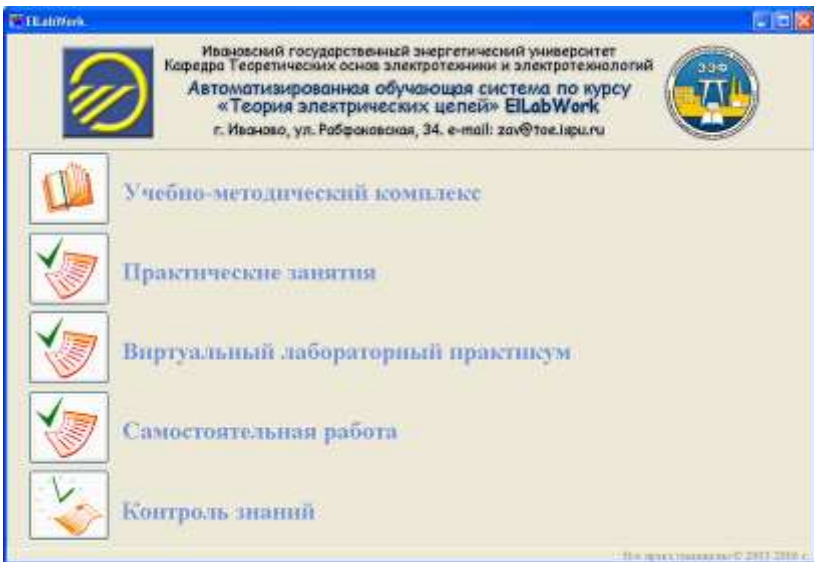 ElLabWork
Ивановский государственный энергетический университет
Кафедра Теоретических основ электротехники и электротехнологий
Автоматизированная обучающая система по курсу
«Теория электрических цепей» ElLabWork
г. Иваново, ул. Рабфаковская, 34. e-mail: zav@toe.ispu.ru
ЭЭФ
Учебно-методический комплекс
Практические занятия
Виртуальный лабораторный практикум
Самостоятельная работа
Контроль знаний